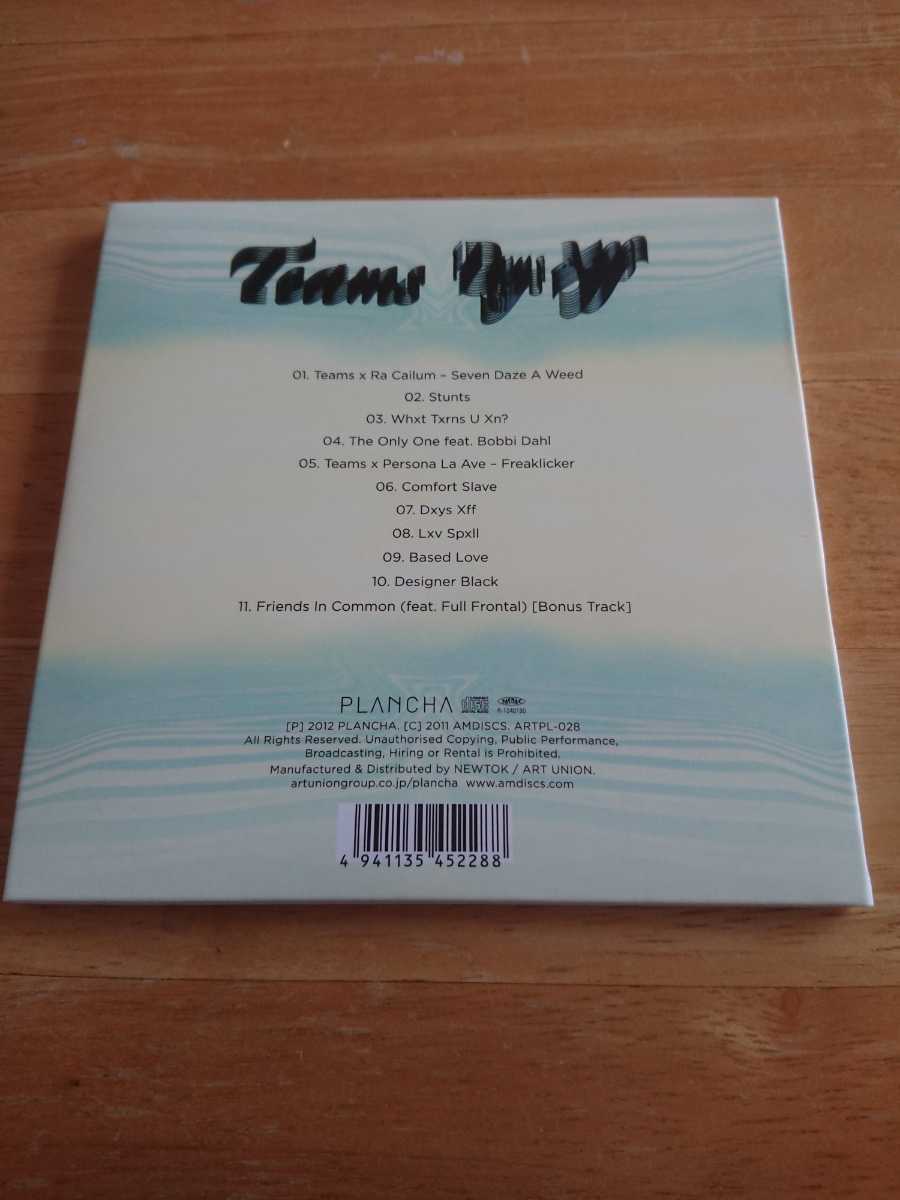 Teams
01. Teams x Ra Cailum – Seven Daze A Weed
02. Stunts
03. Whxt Txrns U Xn?
04. The Only One feat. Bobbi Dahl
05. Teams x Persona La Ave – Freaklicker
06. Comfort Slave
07. Dxys Xff
08. Lxv Spxll
09. Based Love
10. Designer Black
11. Friends In Common (feat. Full Frontal) [Bonus Track]
PLANCHA COMPACT disc DIGITAL AUDIO
[P] 2012 PLANCHA. [C] 2011 AMDISCS. ARTPL-028
All Rights Reserved. Unauthorised Copying, Public Performance,
Broadcasting, Hiring or Rental is Prohibited.
Manufactured & Distributed by NEWTOK / ART UNION.
artuniongroup.co.jp/plancha www.amdiscs.com
4 941135 452288